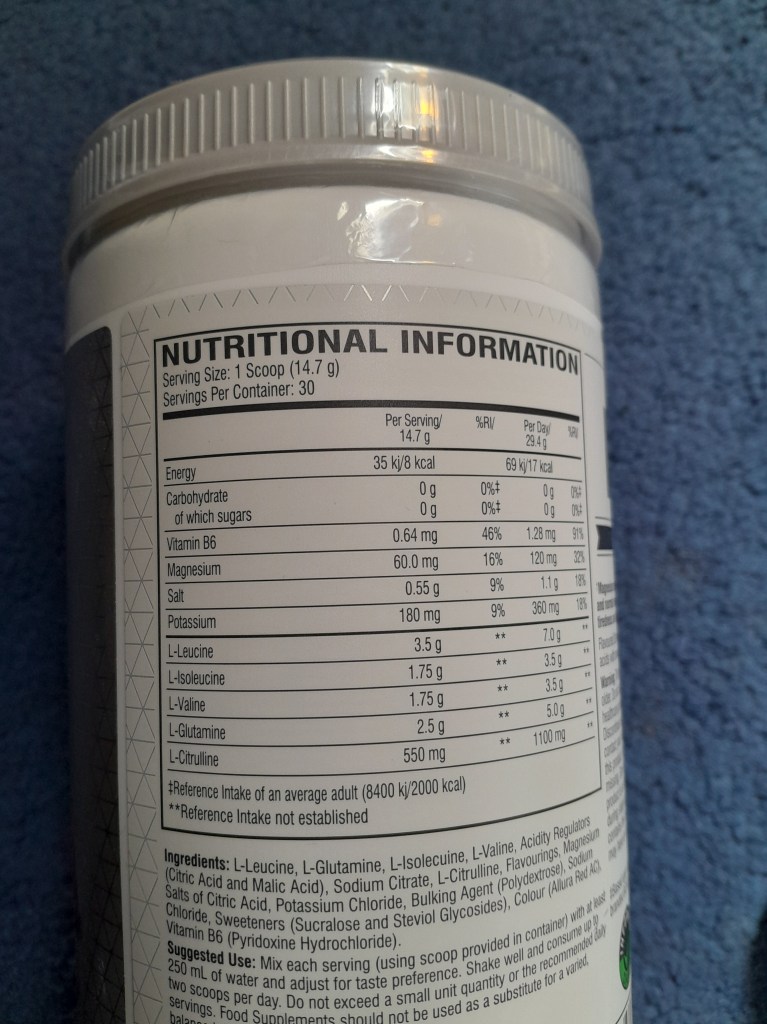 NUTRITIONAL INFORMATION
Serving Size: 1 Scoop (14.7 g)
Servings Per Container: 30
Per Serving/ 14.7 g %RI/ Per Day/ 29.4 g %RI/
Energy 35 kj/8 kcal 69 kj/17 kcal
Carbohydrate 0 g 0%‡ 0 g 0%‡
of which sugars 0 g 0%‡ 0 g 0%‡
Vitamin B6 0.64 mg 46% 1.28 mg 91%
Magnesium 60.0 mg 16% 120 mg 32%
Salt 0.55 g 9% 1.1 g 18%
Potassium 180 mg 9% 360 mg 18%
L-Leucine 3.5 g ** 7.0 g **
L-Isoleucine 1.75 g ** 3.5 g **
L-Valine 1.75 g ** 3.5 g **
L-Glutamine 2.5 g ** 5.0 g **
L-Citrulline 550 mg ** 1100 mg **
‡Reference Intake of an average adult (8400 kj/2000 kcal)
**Reference Intake not established
Ingredients: L-Leucine, L-Glutamine, L-Isolecuine, L-Valine, Acidity Regulators
(Citric Acid and Malic Acid), Sodium Citrate, L-Citrulline, Flavourings, Magnesium
Salts of Citric Acid, Potassium Chloride, Bulking Agent (Polydextrose), Sodium
Chloride, Sweeteners (Sucralose and Steviol Glycosides), Colour (Allura Red AC),
Vitamin B6 (Pyridoxine Hydrochloride).
Suggested Use: Mix each serving (using scoop provided in container) with at least
250 mL of water and adjust for taste preference. Shake well and consume up to
two scoops per day. Do not exceed a small unit quantity or the recommended daily
servings. Food Supplements should not be used as a substitute for a varied,